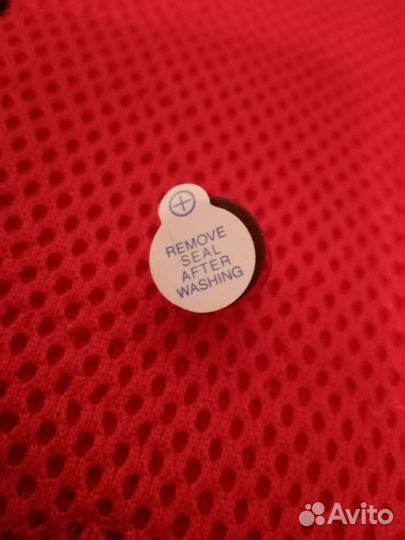 +
REMOVE
SEAL
AFTER
WASHING
Avito